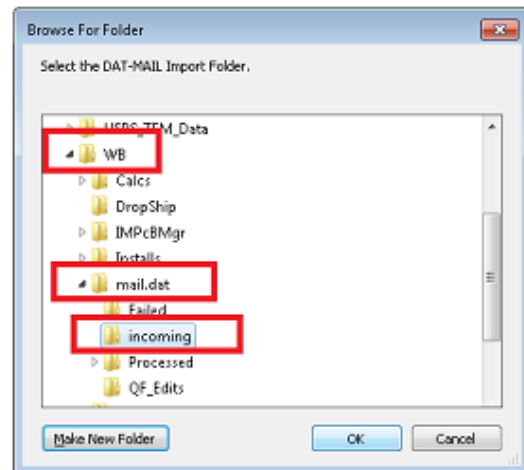 Browse For Folder
Select the DAT-MAIL Import Folder.
USPS_TEM_Data
WB
Calcs
DropShip
IMPcBMgr
Installs
mail.dat
Failed
incoming
Processed
QF_Edits
Make New Folder
OK
Cancel